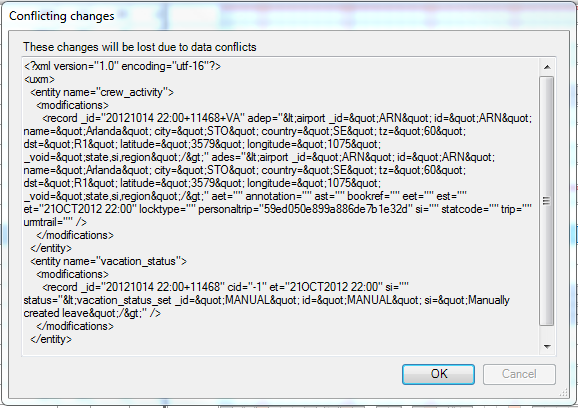 Conflicting changes
These changes will be lost due to data conflicts
<?xml version="1.0" encoding="utf-16"?>
<uxm>
<entity name="crew_activity">
<modifications>
<record _id="20121014 22:00+11468+VA" adep="&lt;airport _id=&quot;ARN&quot; id=&quot;ARN&quot;
name=&quot;Arlanda&quot; city=&quot;STO&quot; country=&quot;SE&quot; tz=&quot;60&quot;
dst=&quot;R1&quot; latitude=&quot;3579&quot; longitude=&quot;1075&quot;
_void=&quot;state,si,region&quot;/&gt;" ades="&lt;airport _id=&quot;ARN&quot; id=&quot;ARN&quot;
name=&quot;Arlanda&quot; city=&quot;STO&quot; country=&quot;SE&quot; tz=&quot;60&quot;
dst=&quot;R1&quot; latitude=&quot;3579&quot; longitude=&quot;1075&quot;
_void=&quot;state,si,region&quot;/&gt;" aet="" annotation="" ast="" bookref="" eet="" est=""
et="21OCT2012 22:00" locktype="" personaltrip="59ed050e899a886de7b1e32d" si="" statcode="" trip=""
urmtrail="" />
</modifications>
</entity>
<entity name="vacation_status">
<modifications>
<record _id="20121014 22:00+11468" cid="-1" et="21OCT2012 22:00" si=""
status="&lt;vacation_status_set _id=&quot;MANUAL&quot; id=&quot;MANUAL&quot; si=&quot;Manually
created leave&quot;/&gt;" />
</modifications>
</entity>
OK
Cancel